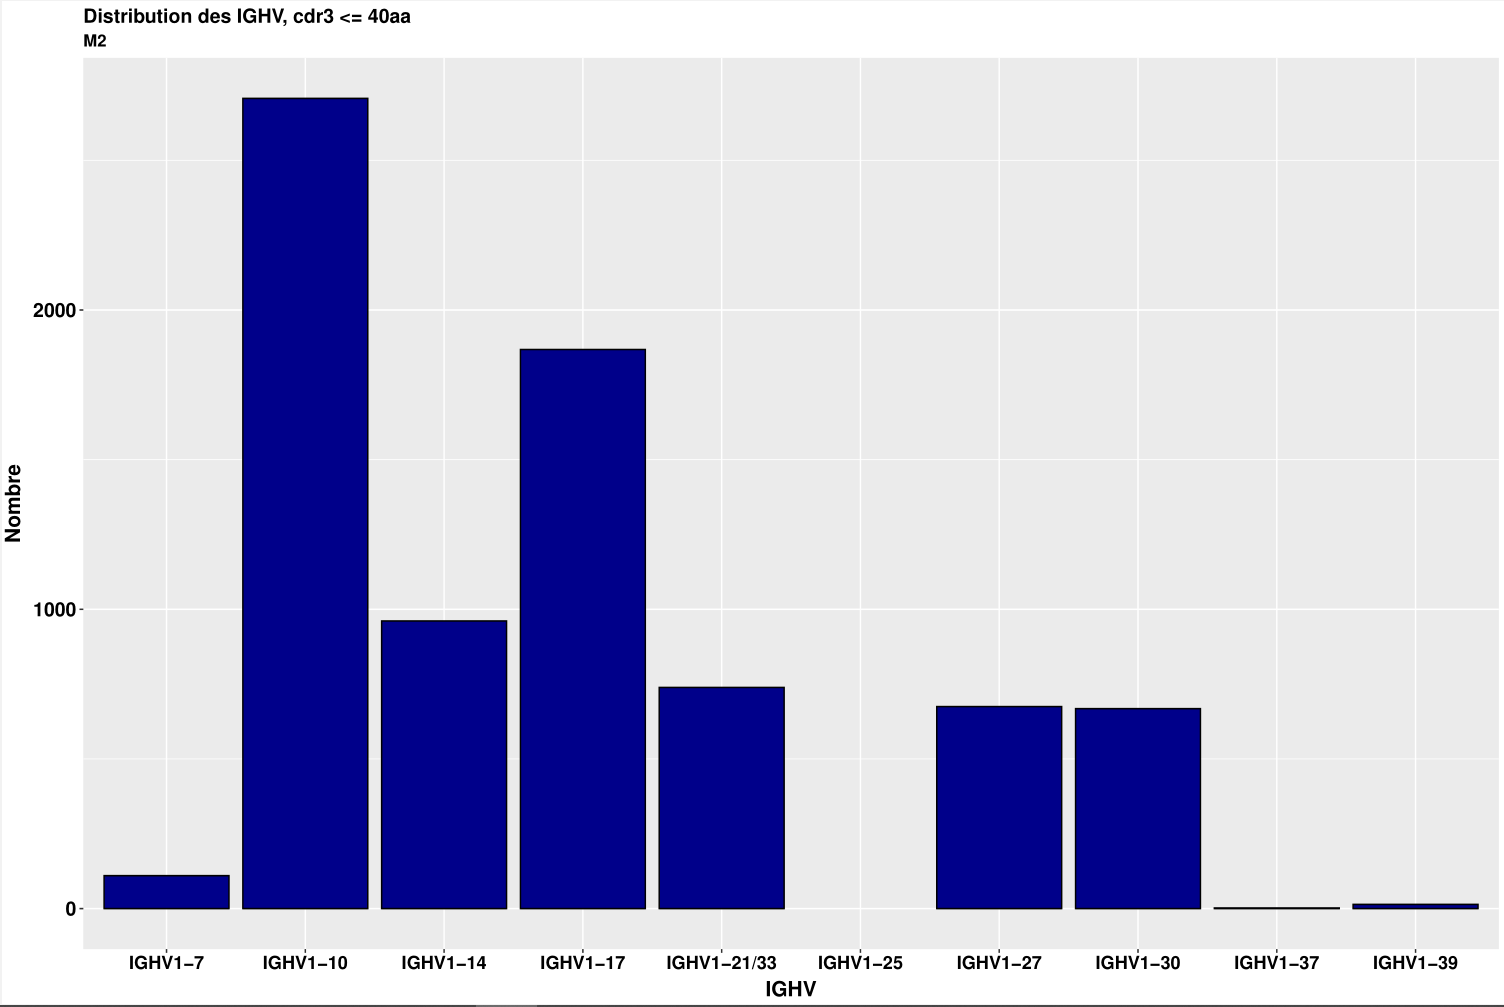 Distribution des IGHV, cdr3 <= 40aa
M2
Nombre
2000
1000
0
IGHV1−7 IGHV1−10 IGHV1−14 IGHV1−17 IGHV1−21/33 IGHV1−25 IGHV1−27 IGHV1−30 IGHV1−37 IGHV1−39
IGHV